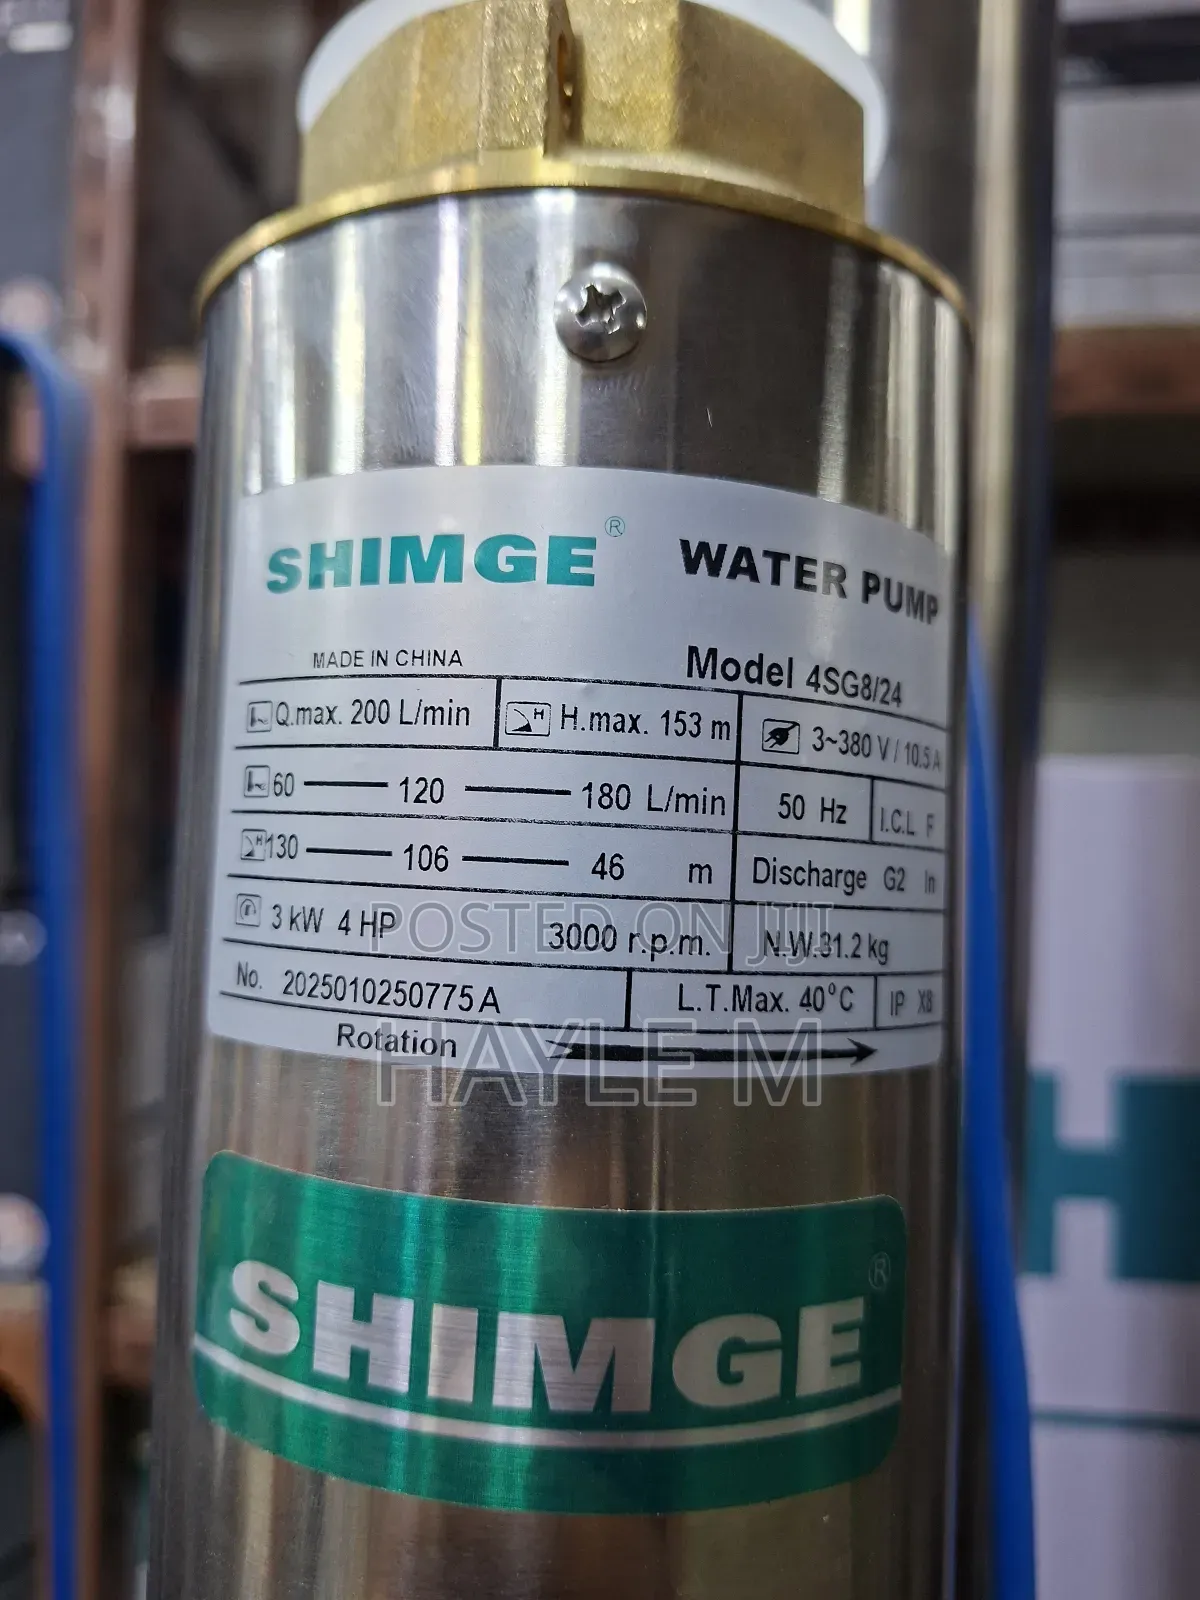 SHIMGE® WATER PUMP
MADE IN CHINA Model 4SG8/24
Q.max. 200 L/min H.max. 153 m 3~380 V / 10.5 A
60 120 180 L/min 50 Hz I.C.L F
130 106 46 m Discharge G2 In
3 kW 4 HP 3000 r.p.m. N.W.31.2 kg
POSTED ON JIJI
No. 2025010250775A L.T.Max. 40°C IP X8
Rotation
HAYLE M
SHIMGE®
H